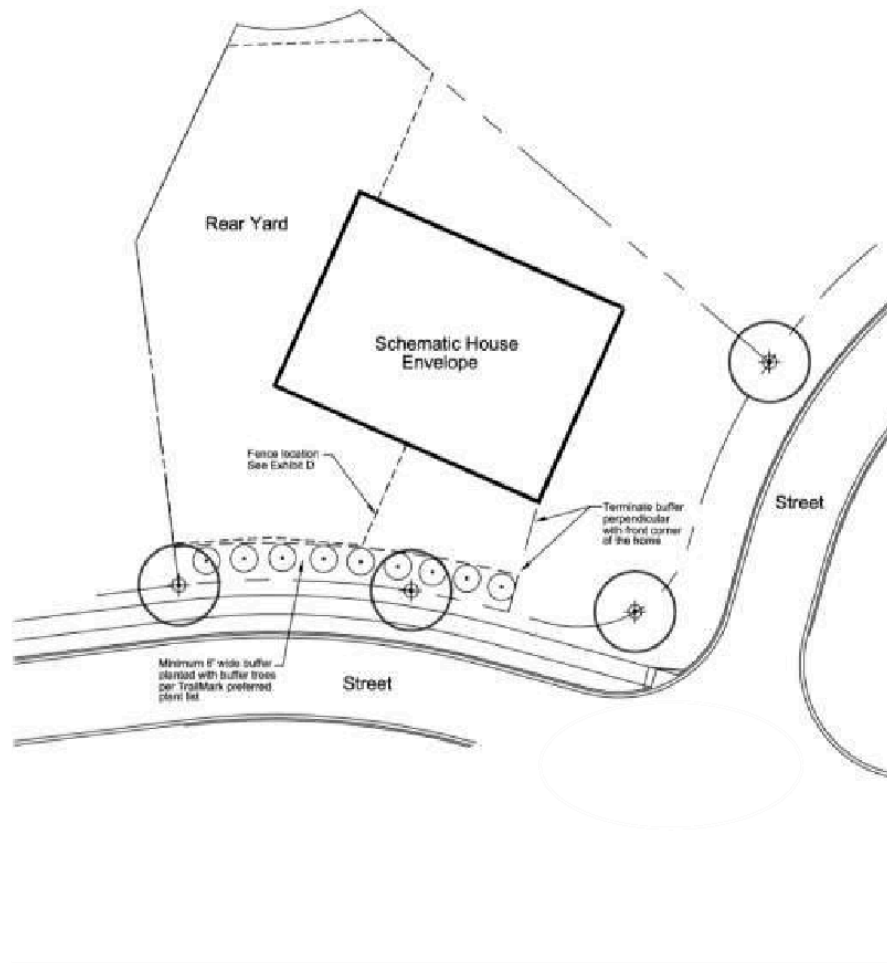 Rear Yard
Schematic House
Envelope
Fence location
See Exhibit D
Terminate buffer
perpendicular
with front corner
of the home
Street
Minimum 6' wide buffer
planted with buffer trees
per TrailMark preferred
plant list
Street